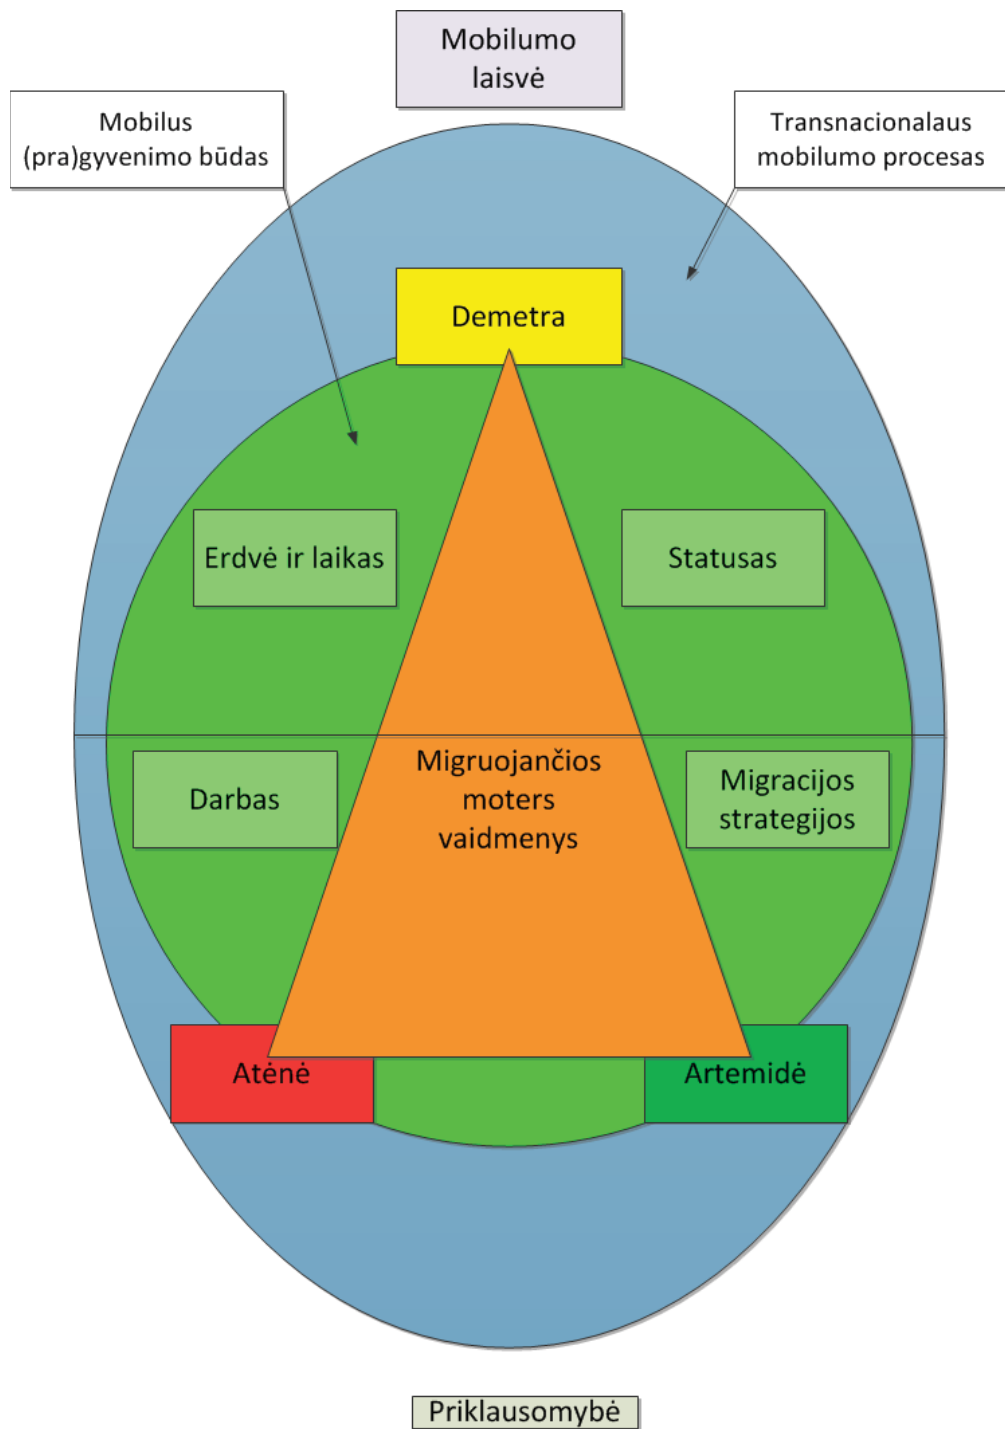 Mobilumo
laisvė
Mobilus
(pra)gyvenimo būdas
Transnacionalaus
mobilumo procesas
Demetra
Erdvė ir laikas
Statusas
Darbas
Migruojančios
moters
vaidmenys
Migracijos
strategijos
Atėnė
Artemidė
Priklausomybė